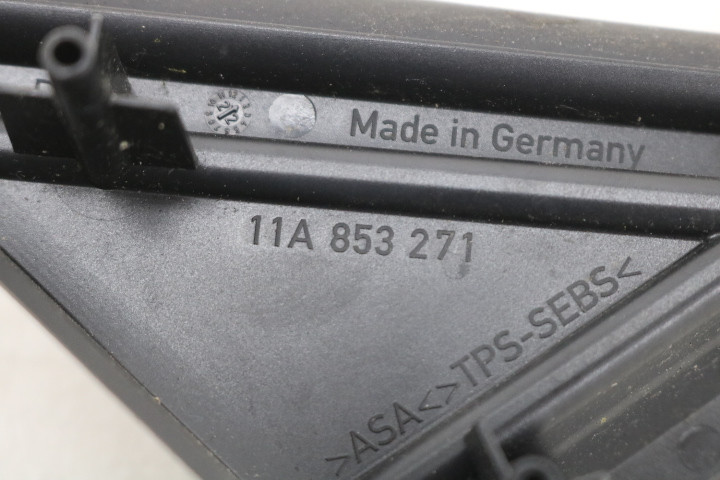 Made in Germany
11A 853 271
>ASA<>TPS-SEBS<